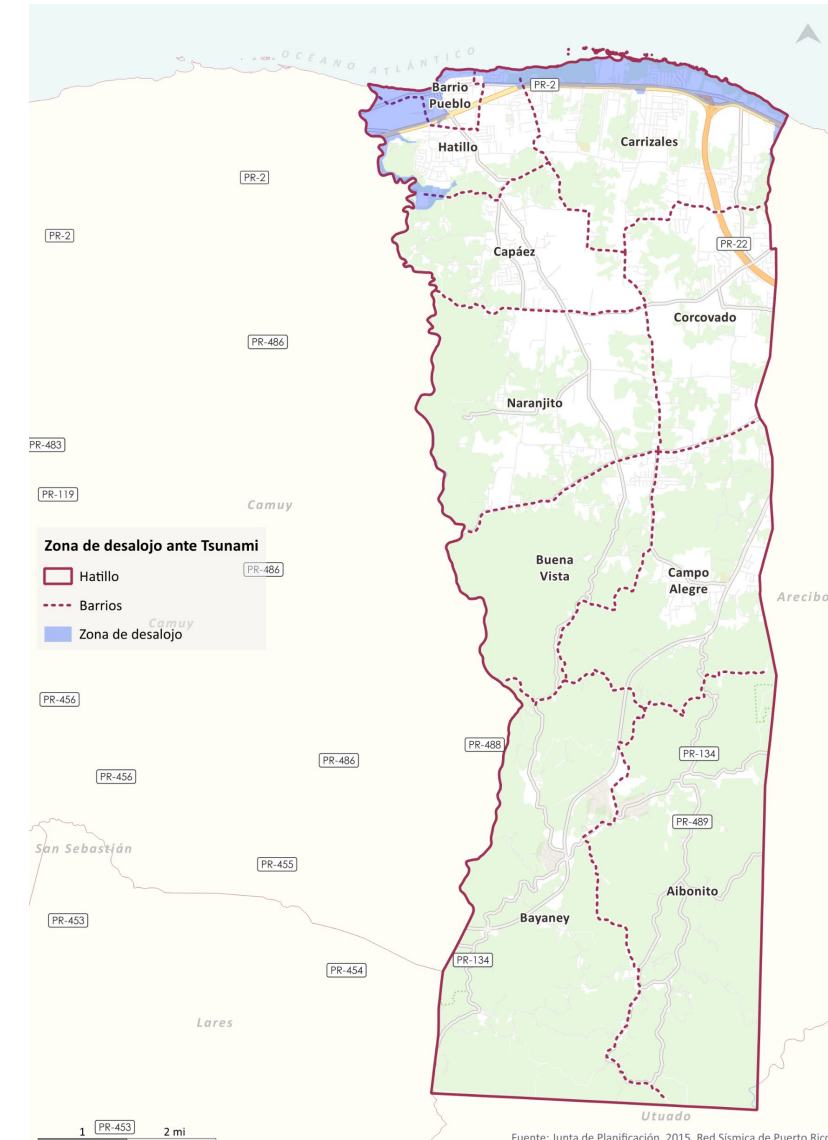 OCÉANO ATLÁNTICO
Barrio
Pueblo
PR-2
Hatillo
Carrizales
PR-2
PR-2
Capáez
PR-22
Corcovado
PR-486
Naranjito
PR-483
PR-119
Camuy
Zona de desalojo ante Tsunami
Hatillo
Barrios
Zona de desalojo
PR-486
Camuy
Buena
Vista
Campo
Alegre
Arecibo
PR-456
PR-488
PR-134
PR-486
PR-456
PR-489
San Sebastián
PR-455
Aibonito
PR-453
Bayaney
PR-134
PR-454
Lares
Utuado
PR-453
1 2 mi
Fuente: Junta de Planificación, 2015, Red Sísmica de Puerto Rico